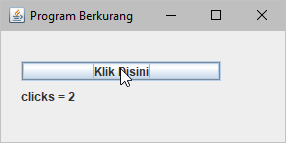 Program Berkurang
Klik Disini
clicks = 2